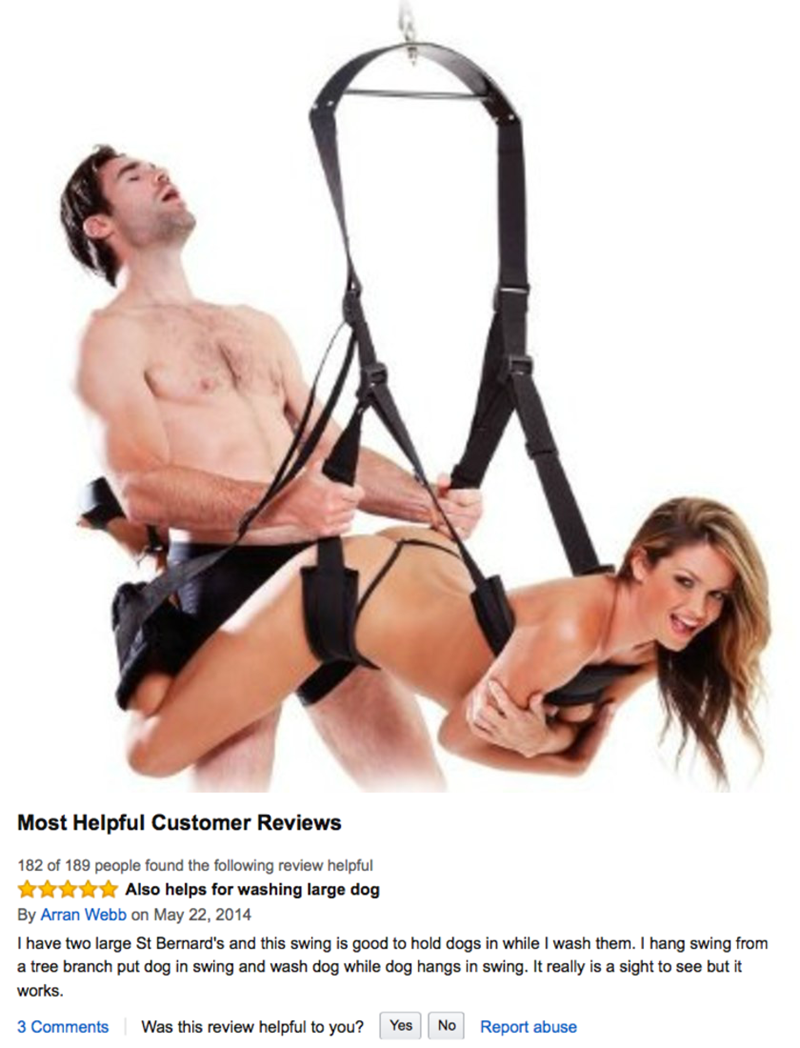 Most Helpful Customer Reviews
182 of 189 people found the following review helpful
Also helps for washing large dog
By Arran Webb on May 22, 2014
I have two large St Bernard's and this swing is good to hold dogs in while I wash them. I hang swing from
a tree branch put dog in swing and wash dog while dog hangs in swing. It really is a sight to see but it
works.
3 Comments Was this review helpful to you? Yes No Report abuse